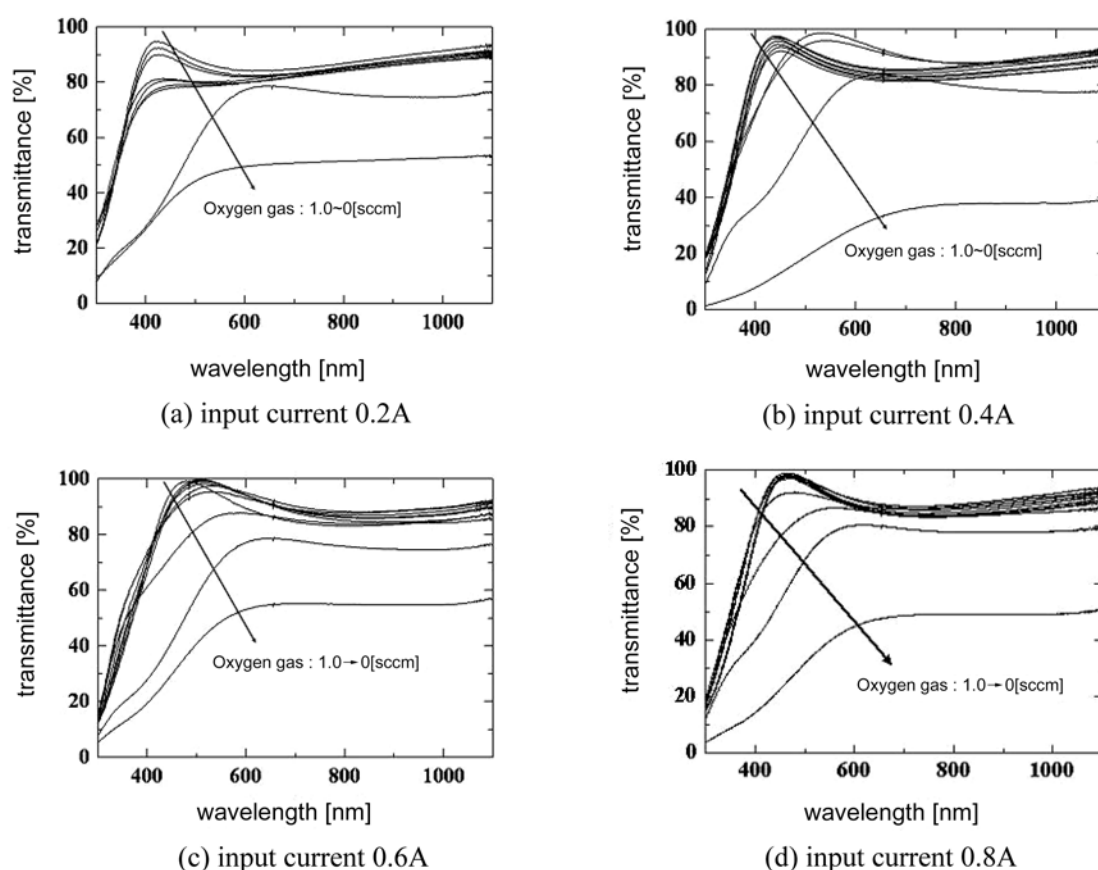 100
80
60
40
20
0
transmittance [%]
Oxygen gas : 1.0~0[sccm]
400 600 800 1000
wavelength [nm]
(a) input current 0.2A
100
80
60
40
20
0
transmittance [%]
Oxygen gas : 1.0~0[sccm]
400 600 800 1000
wavelength [nm]
(b) input current 0.4A
100
80
60
40
20
0
transmittance [%]
Oxygen gas : 1.0→0[sccm]
400 600 800 1000
wavelength [nm]
(c) input current 0.6A
100
80
60
40
20
0
transmittance [%]
Oxygen gas : 1.0→0[sccm]
400 600 800 1000
wavelength [nm]
(d) input current 0.8A